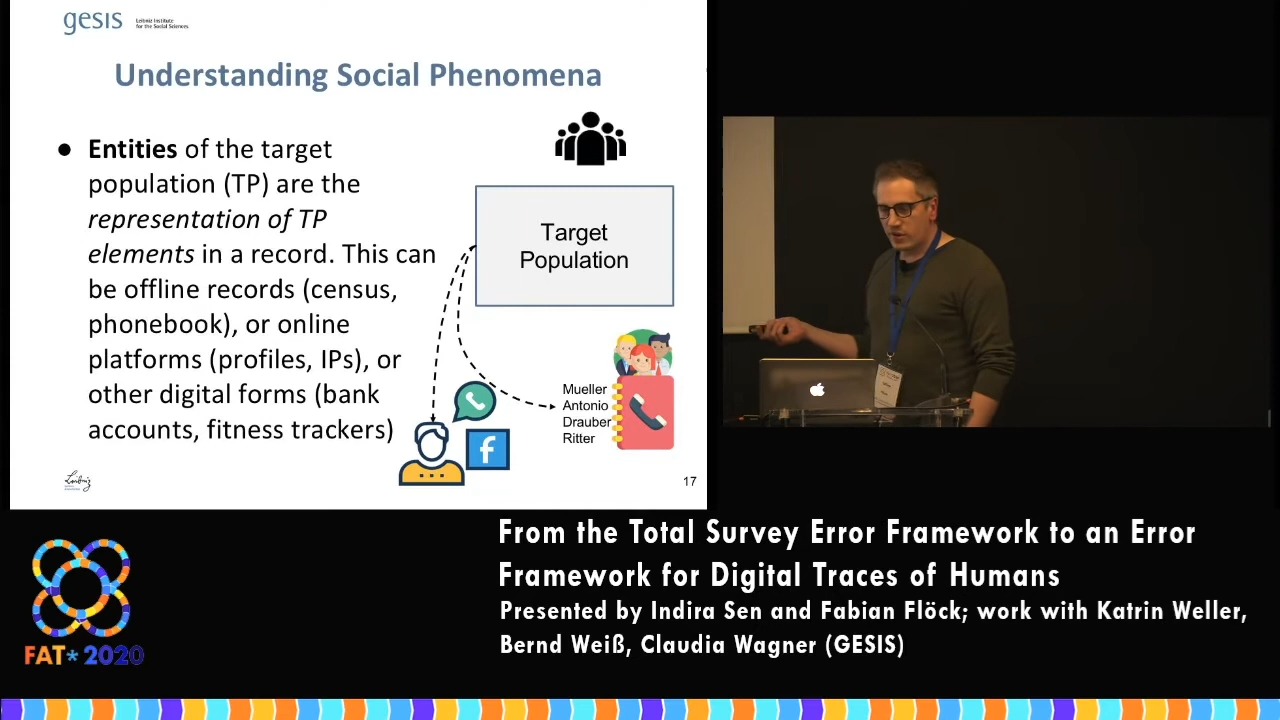 gesis
Leibniz Institute
for the Social Sciences
Understanding Social Phenomena
● Entities of the target
population (TP) are the
representation of TP
elements in a record. This can
be offline records (census,
phonebook), or online
platforms (profiles, IPs), or
other digital forms (bank
accounts, fitness trackers)
Target
Population
Mueller
Antonio
Drauber
Ritter
f
Leibniz
17
From the Total Survey Error Framework to an Error
Framework for Digital Traces of Humans
Presented by Indira Sen and Fabian Flöck; work with Katrin Weller,
Bernd Weiß, Claudia Wagner (GESIS)
FAT* 2020